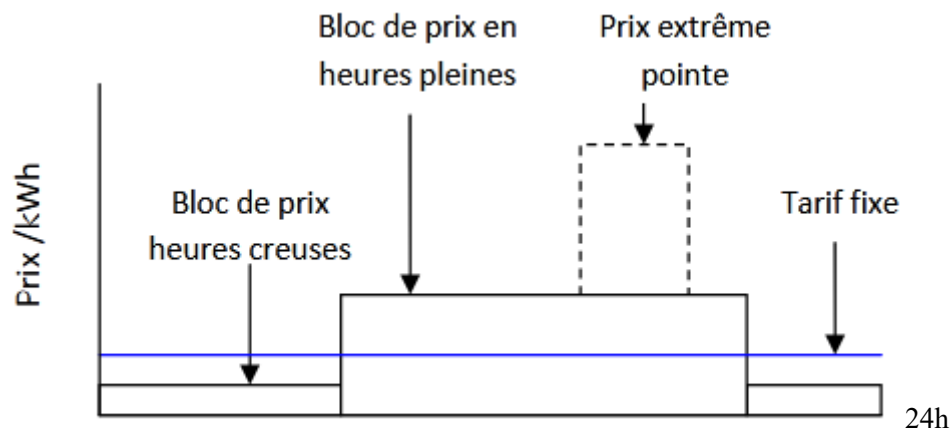 Bloc de prix en
heures pleines
Prix extrême
pointe
Bloc de prix
heures creuses
Tarif fixe
Prix /kWh
24h